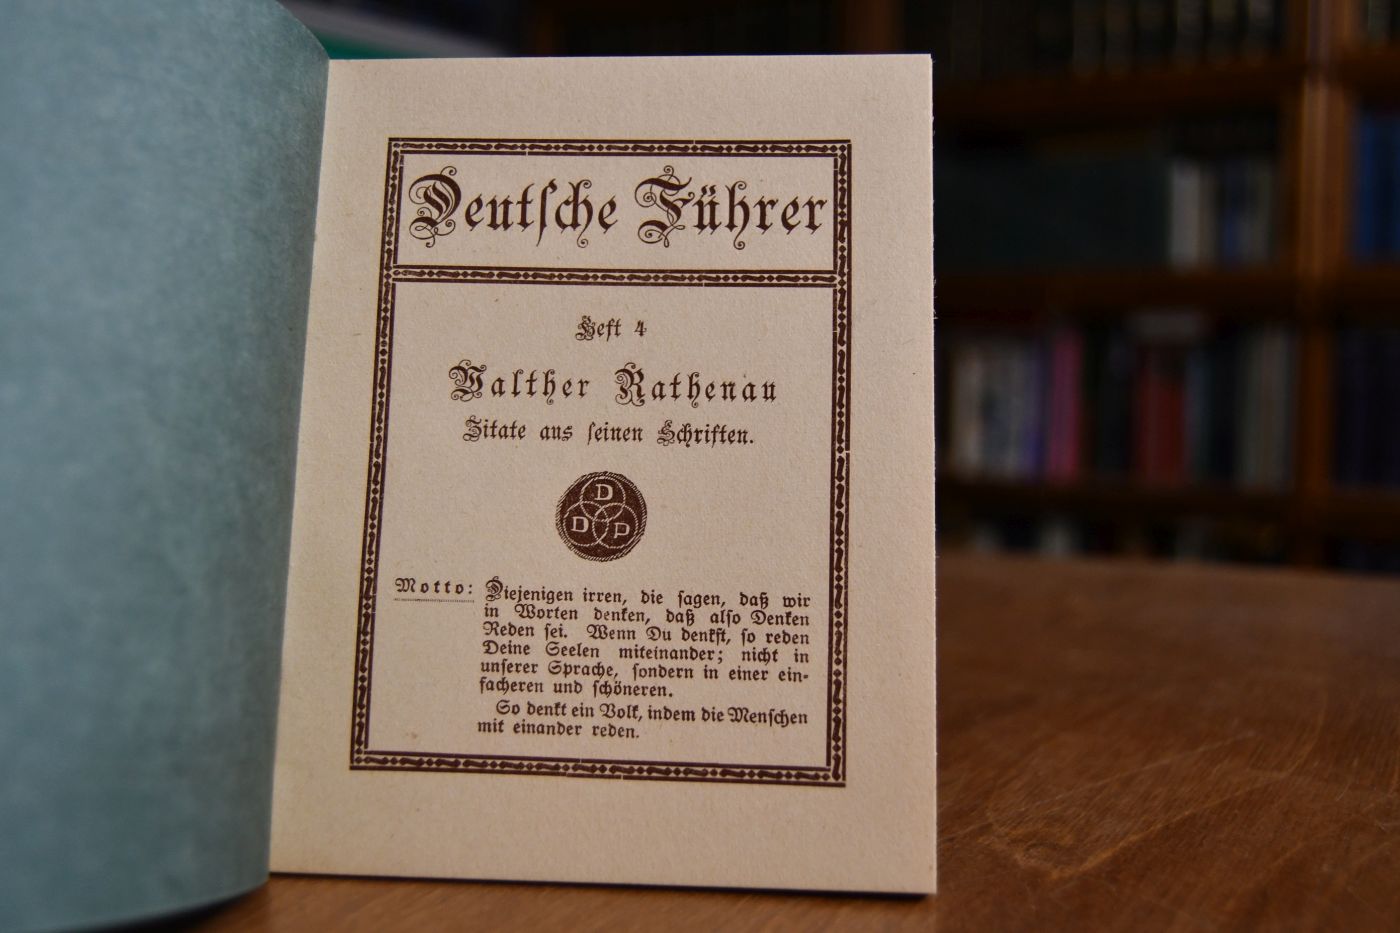 Deutſche Führer
Heft 4
Walther Rathenau
Zitate aus ſeinen Schriften.
D
D P
Motto: Diejenigen irren, die ſagen, daß wir
in Worten denken, daß alſo Denken
Reden ſei. Wenn Du denkſt, ſo reden
Deine Seelen miteinander; nicht in
unſerer Sprache, ſondern in einer ein-
facheren und ſchöneren.
So denkt ein Volk, indem die Menſchen
mit einander reden.